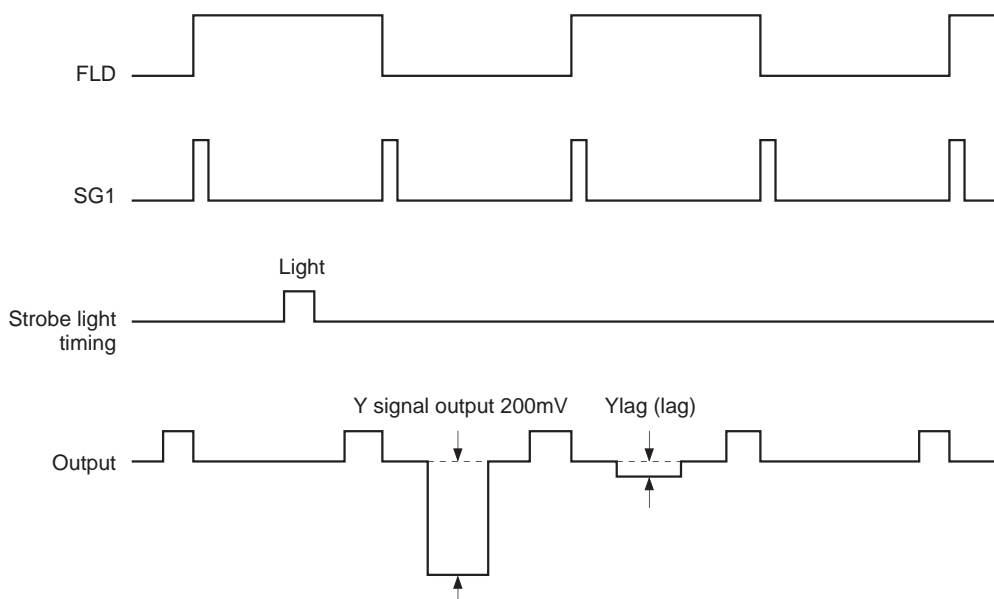 FLD
SG1
Light
Strobe light
timing
Y signal output 200mV
Ylag (lag)
Output